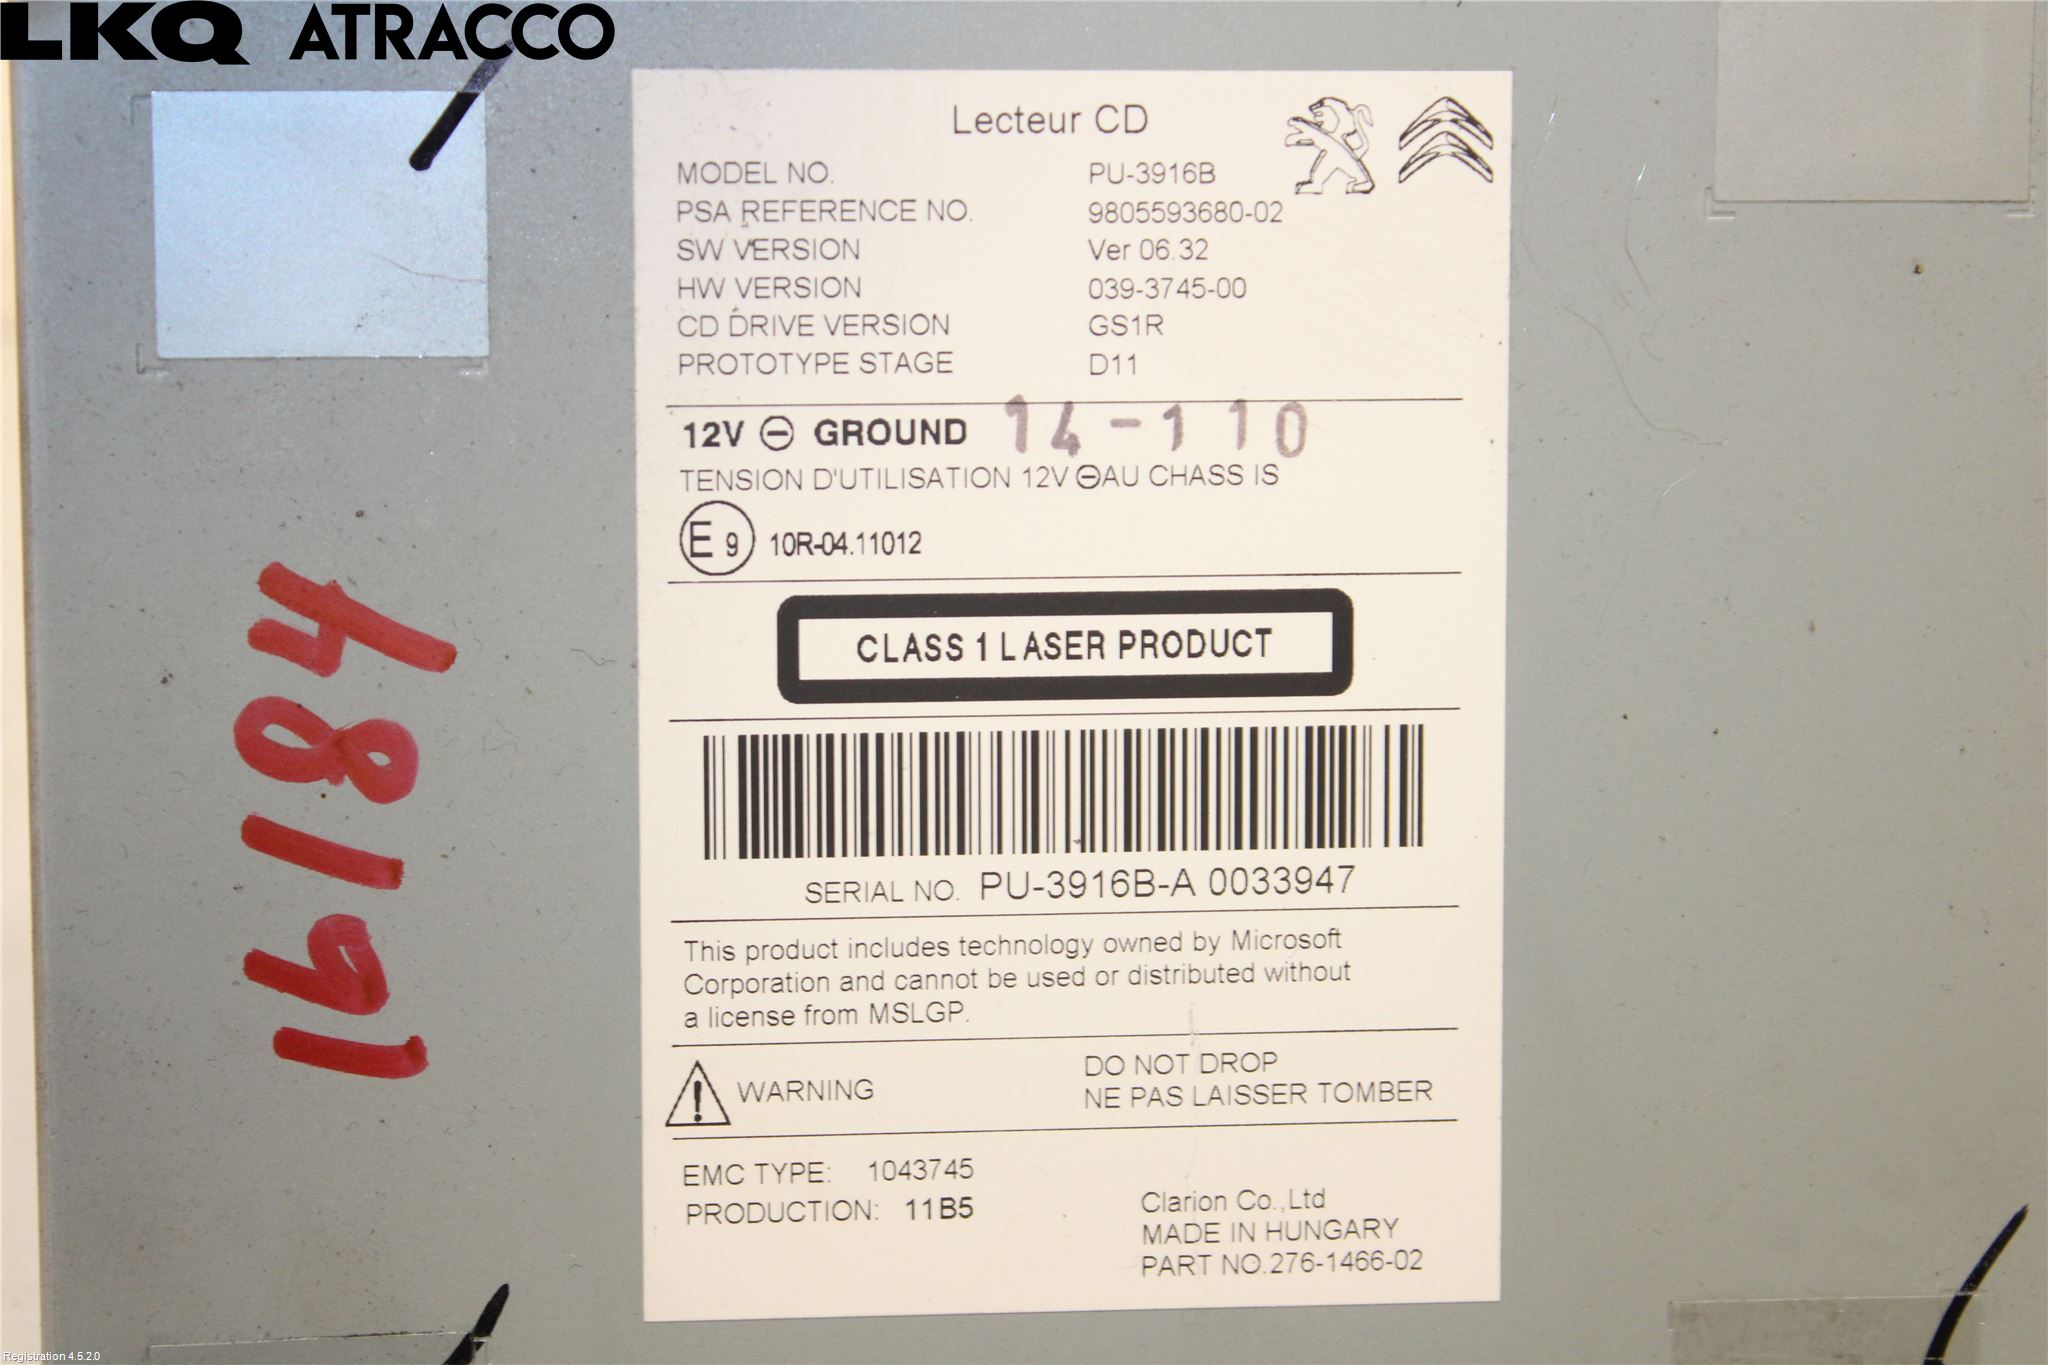 LKQ ATRACCO
Lecteur CD
MODEL NO. PU-3916B
PSA REFERENCE NO. 9805593680-02
SW VERSION Ver 06.32
HW VERSION 039-3745-00
CD DRIVE VERSION GS1R
PROTOTYPE STAGE D11
12V ⊖ GROUND 14-110
TENSION D'UTILISATION 12V ⊖AU CHASS IS
E9 10R-04.11012
CLASS 1 LASER PRODUCT
SERIAL NO. PU-3916B-A 0033947
This product includes technology owned by Microsoft
Corporation and cannot be used or distributed without
a license from MSLGP.
WARNING DO NOT DROP
NE PAS LAISSER TOMBER
EMC TYPE: 1043745
PRODUCTION: 11B5
Clarion Co.,Ltd
MADE IN HUNGARY
PART NO.276-1466-02
16184
Registration 4.5.2.0